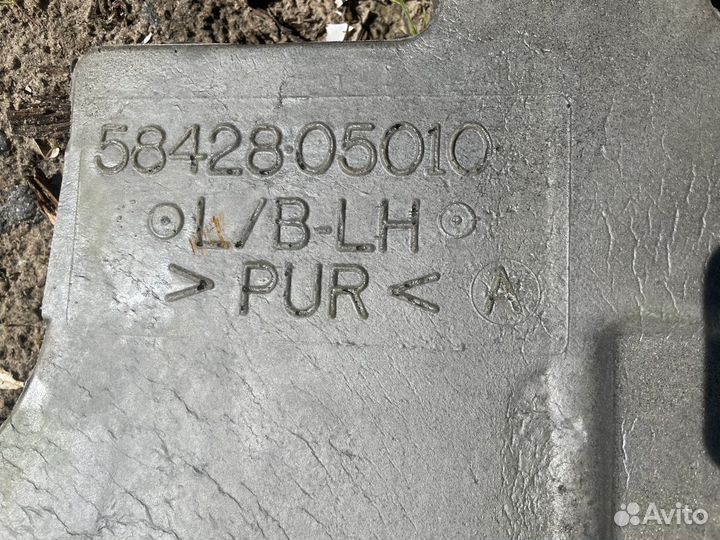 58428-05010
L/B-LH
> PUR < A
Avito